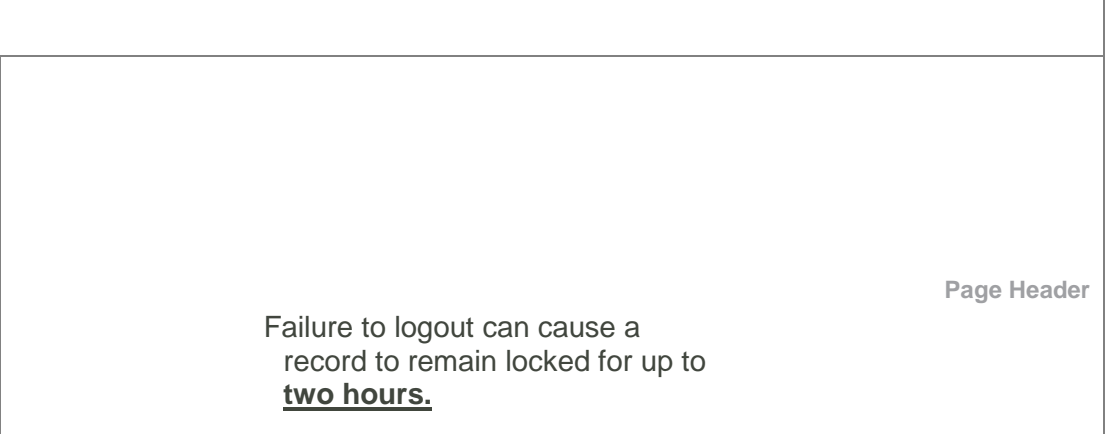 Page Header
Failure to logout can cause a
record to remain locked for up to
two hours.